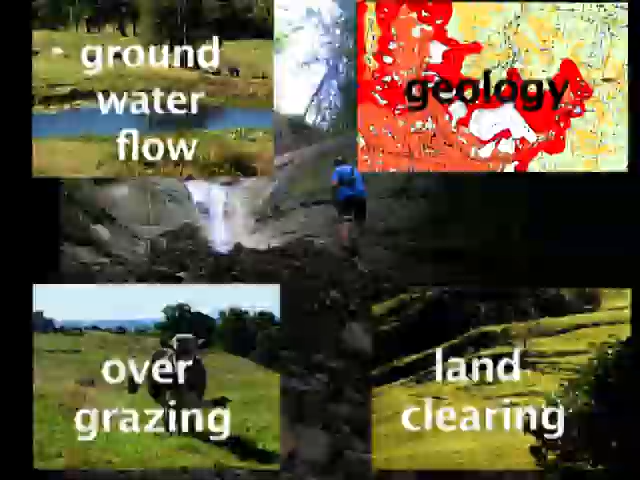 ground
water
flow
geology
over
grazing
land
clearing